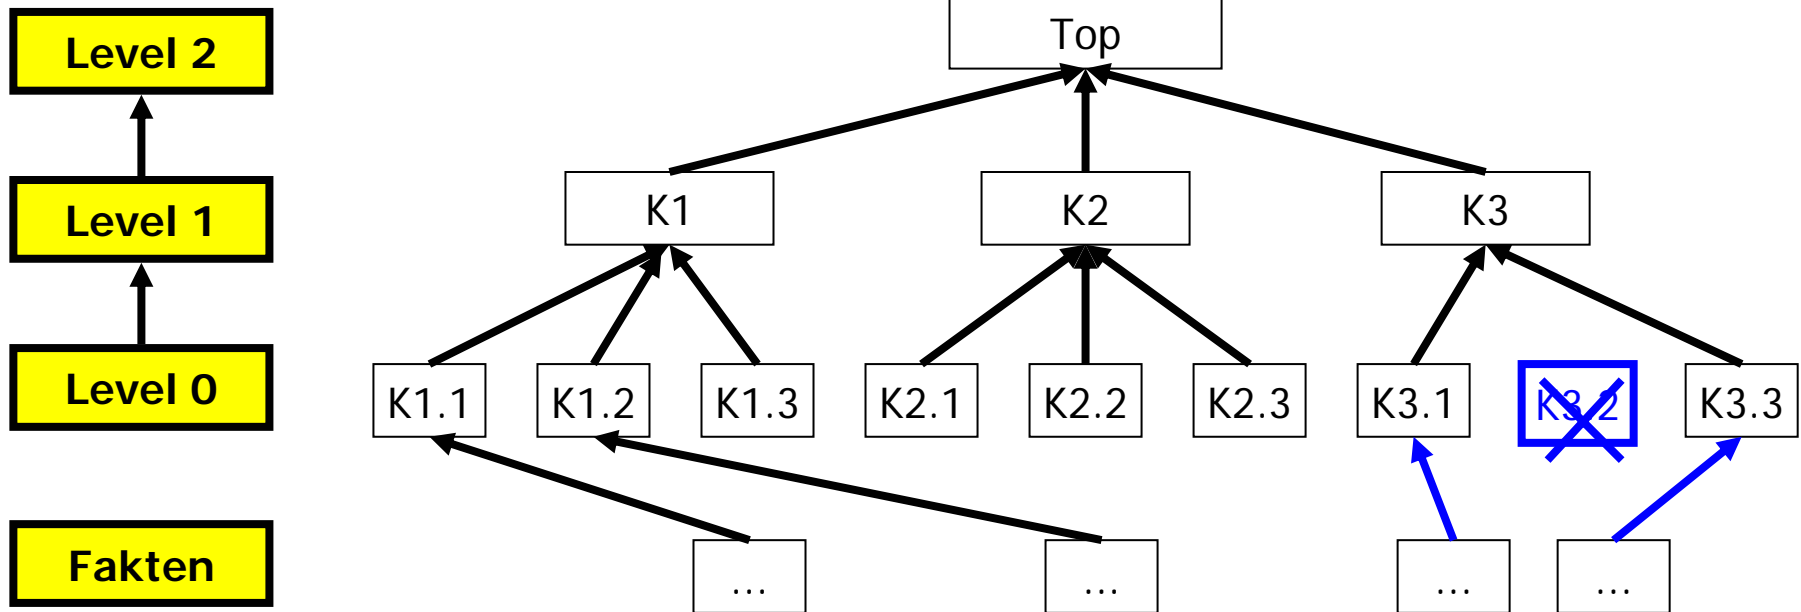 Level 2
Top
Level 1
K1
K2
K3
Level 0
K1.1
K1.2
K1.3
K2.1
K2.2
K2.3
K3.1
K3.2
K3.3
Fakten
...
...
...
...